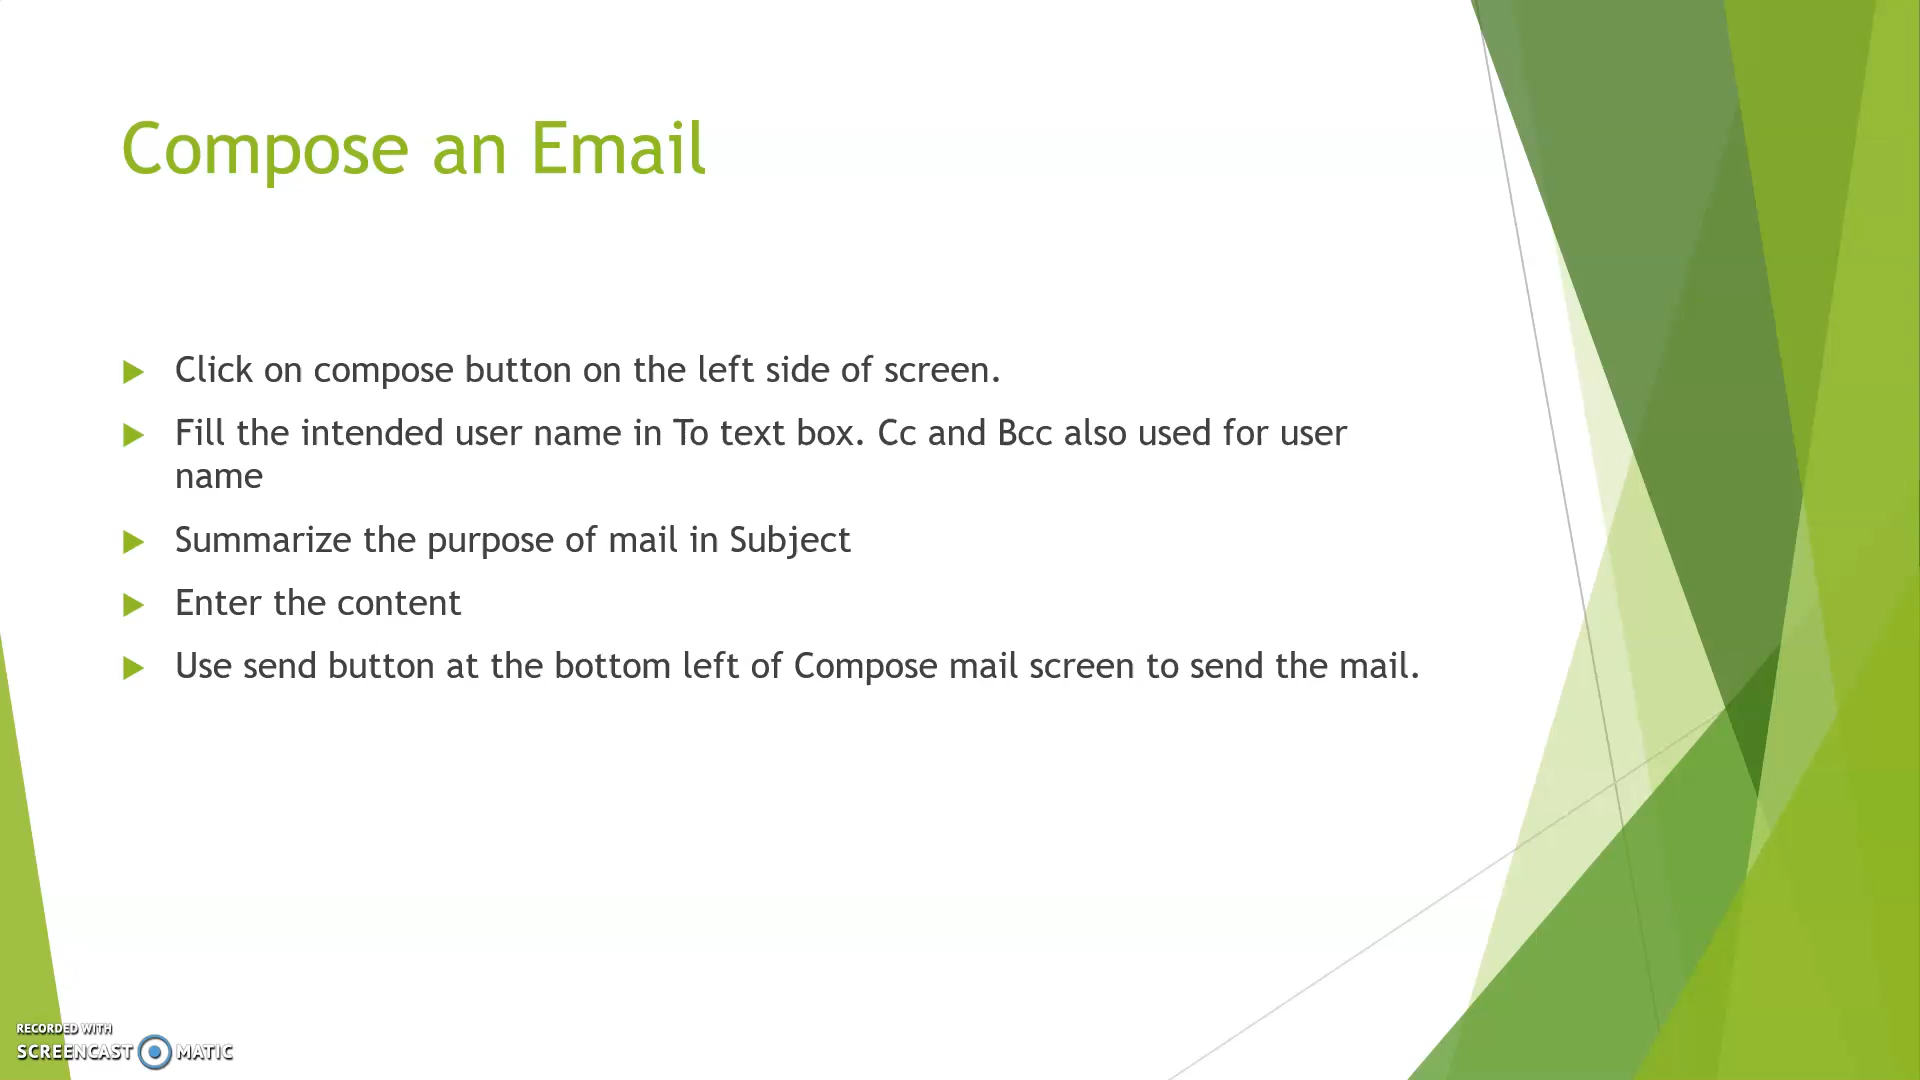 Compose an Email
Click on compose button on the left side of screen.
Fill the intended user name in To text box. Cc and Bcc also used for user
name
Summarize the purpose of mail in Subject
Enter the content
Use send button at the bottom left of Compose mail screen to send the mail.
RECORDED WITH
SCREENCAST MATIC